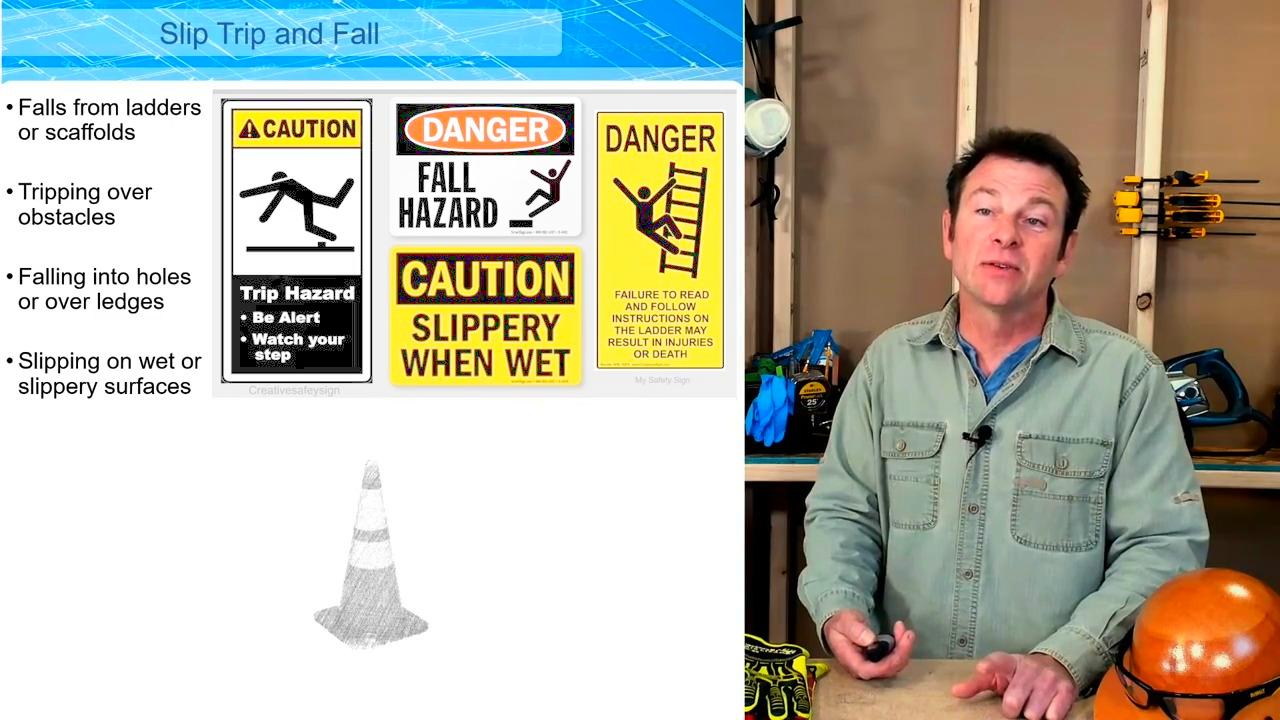 Slip Trip and Fall
• Falls from ladders
or scaffolds
• Tripping over
obstacles
• Falling into holes
or over ledges
• Slipping on wet or
slippery surfaces
CAUTION
Trip Hazard
• Be Alert
• Watch your
step
Creativesafeysign
DANGER
FALL
HAZARD
CAUTION
SLIPPERY
WHEN WET
DANGER
FAILURE TO READ
AND FOLLOW
INSTRUCTIONS ON
THE LADDER MAY
RESULT IN INJURIES
OR DEATH
My Safety Sign
STANLEY
25'